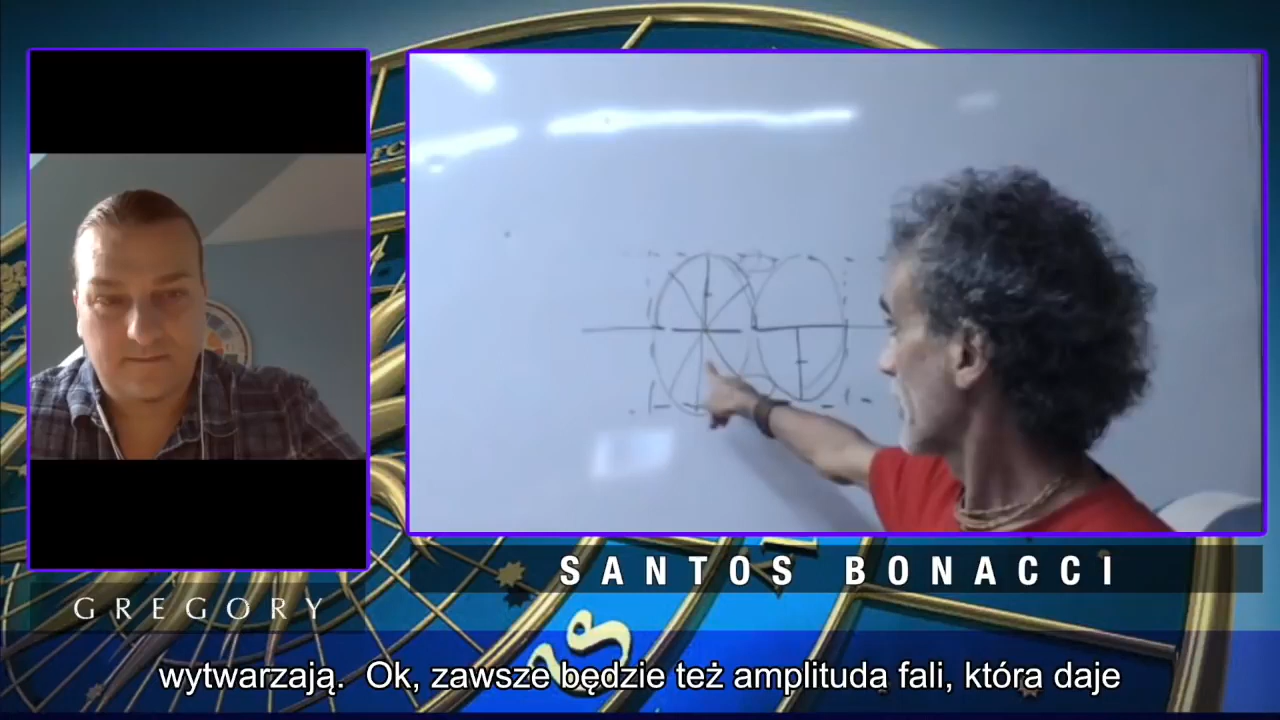 SANTOS BONACCI
GREGORY
wytwarzają. Ok, zawsze będzie też amplituda fali, która daje